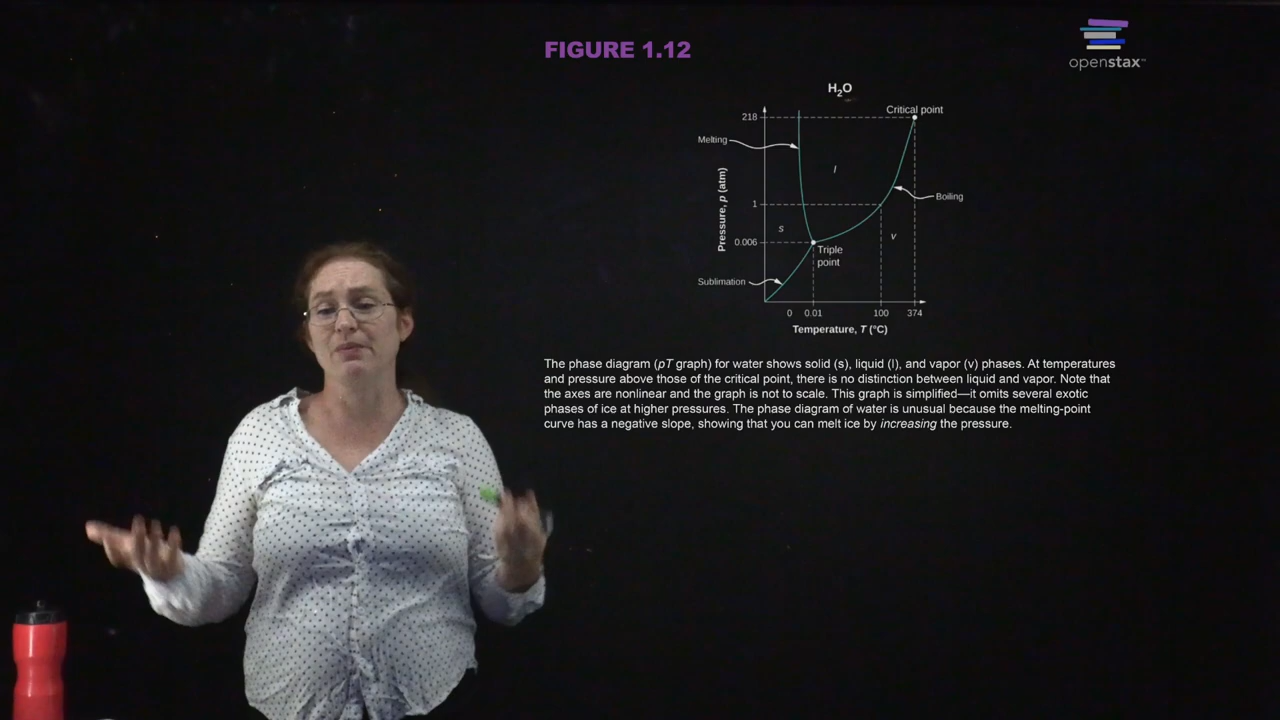 FIGURE 1.12
openstax™
H₂O
Critical point
218
Melting
l
Pressure, p (atm)
Boiling
1
s
v
0.006
Triple
point
Sublimation
0 0.01 100 374
Temperature, T (°C)
The phase diagram (pT graph) for water shows solid (s), liquid (l), and vapor (v) phases. At temperatures
and pressure above those of the critical point, there is no distinction between liquid and vapor. Note that
the axes are nonlinear and the graph is not to scale. This graph is simplified—it omits several exotic
phases of ice at higher pressures. The phase diagram of water is unusual because the melting-point
curve has a negative slope, showing that you can melt ice by increasing the pressure.